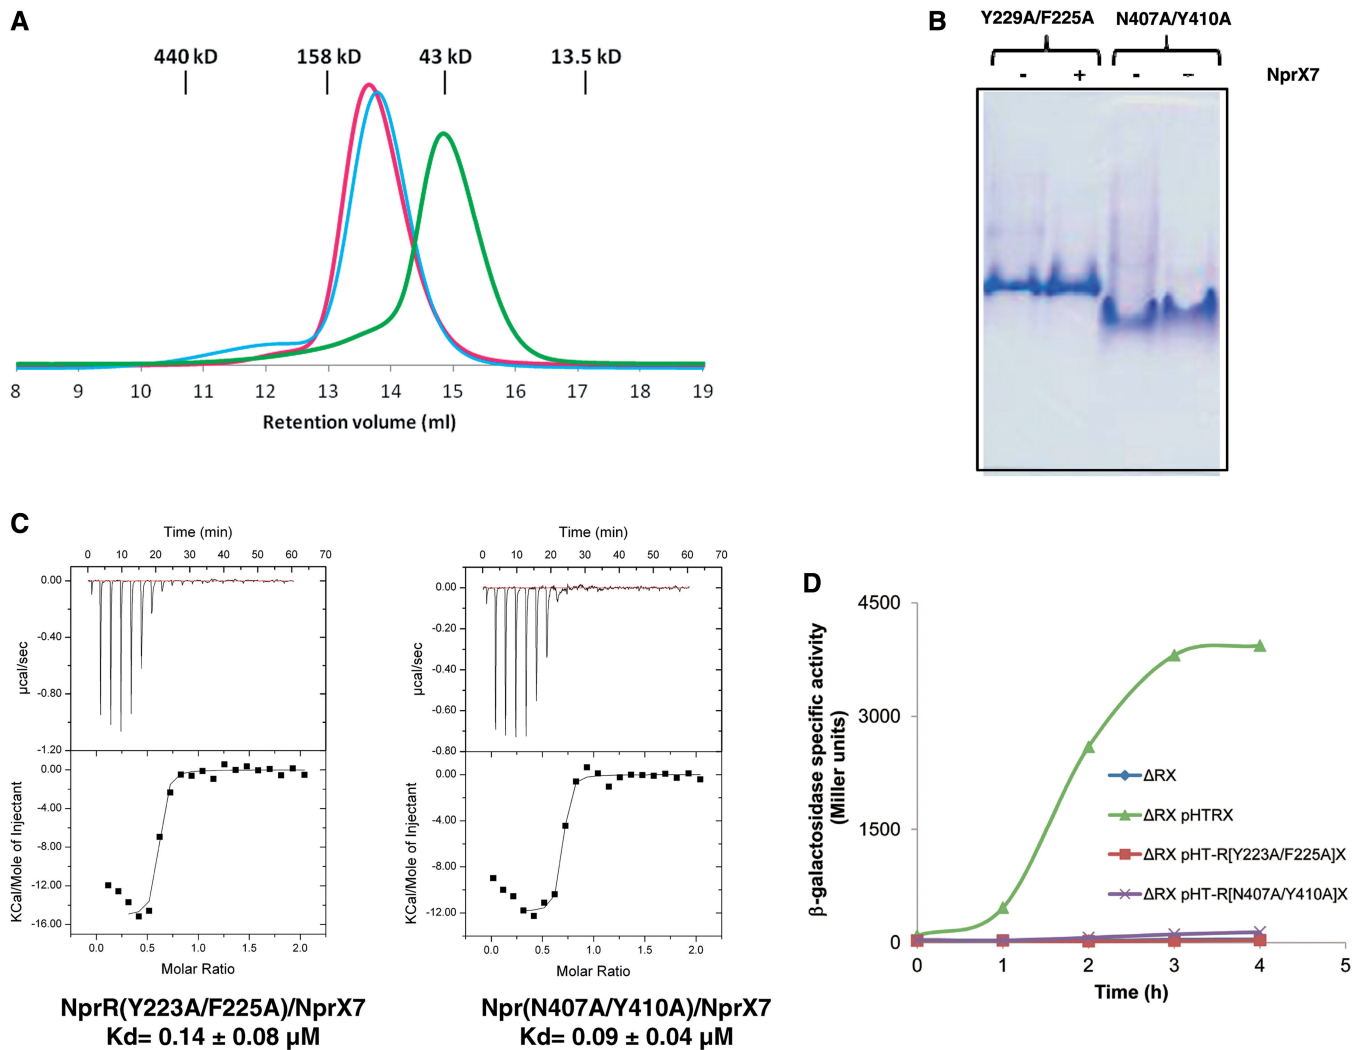 A
440 kD 158 kD 43 kD 13.5 kD
8 9 10 11 12 13 14 15 16 17 18 19
Retention volume (ml)
B
Y229A/F225A N407A/Y410A
- + - + NprX7
C
Time (min)
0 10 20 30 40 50 60 70
0.00
-0.40
-0.80
-1.20
µcal/sec
0.00
-4.00
-8.00
-12.00
-16.00
KCal/Mole of Injectant
0.0 0.5 1.0 1.5 2.0
Molar Ratio
NprR(Y223A/F225A)/NprX7
Kd= 0.14 ± 0.08 µM
Time (min)
0 10 20 30 40 50 60 70
0.00
-0.20
-0.40
-0.60
-0.80
µcal/sec
0.00
-4.00
-8.00
-12.00
KCal/Mole of Injectant
0.0 0.5 1.0 1.5 2.0
Molar Ratio
Npr(N407A/Y410A)/NprX7
Kd= 0.09 ± 0.04 µM
D
4500
3000
1500
0
β-galactosidase specific activity
(Miller units)
ΔRX
ΔRX pHTRX
ΔRX pHT-R[Y223A/F225A]X
ΔRX pHT-R[N407A/Y410A]X
0 1 2 3 4 5
Time (h)